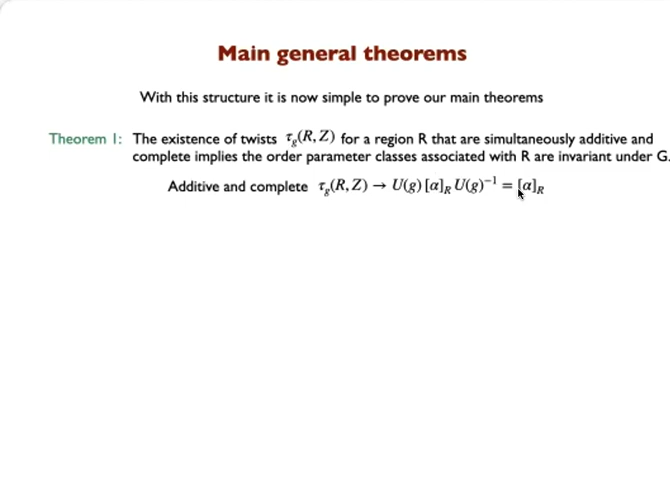 Main general theorems
With this structure it is now simple to prove our main theorems
Theorem 1: The existence of twists τ_g(R, Z) for a region R that are simultaneously additive and
complete implies the order parameter classes associated with R are invariant under G.
Additive and complete τ_g(R, Z) → U(g) [α]_R U(g)⁻¹ = [α]_R